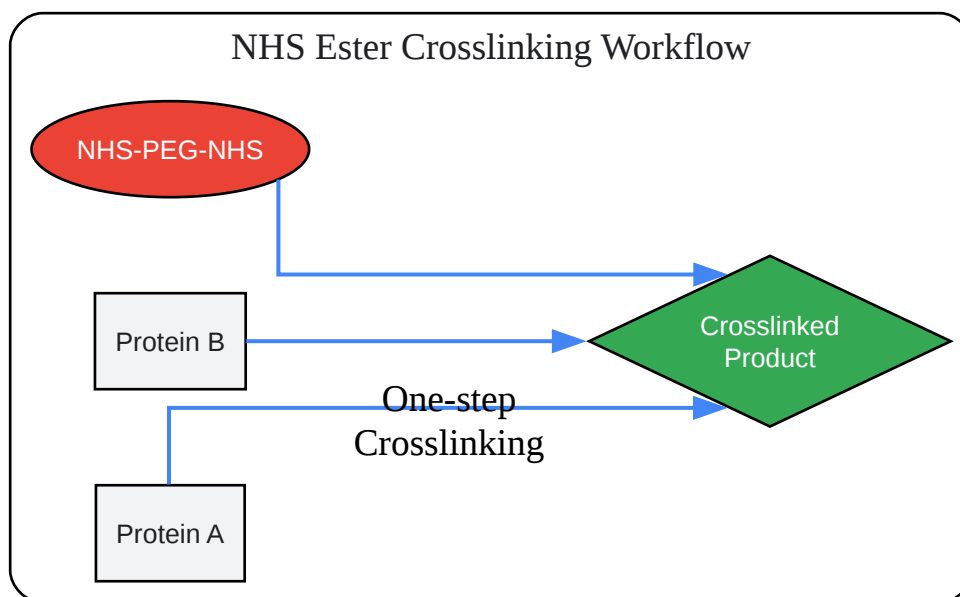 NHS Ester Crosslinking Workflow
NHS-PEG-NHS
Protein B
Crosslinked
Product
One-step
Crosslinking
Protein A